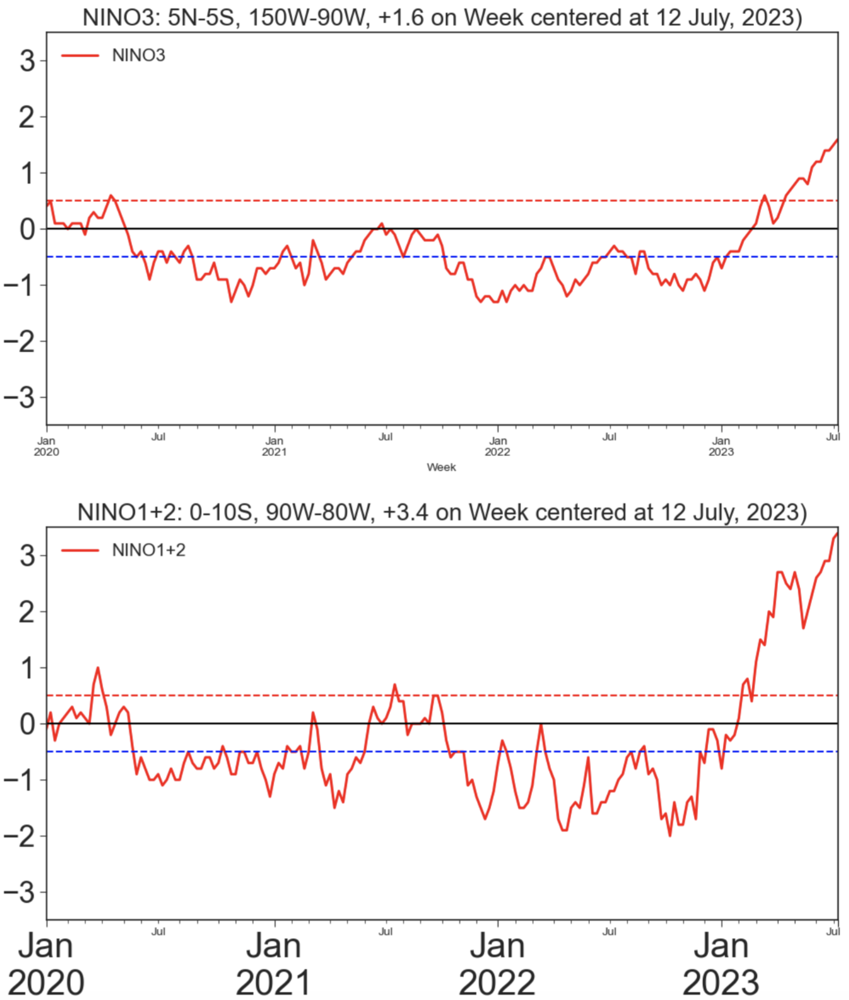 NINO3: 5N-5S, 150W-90W, +1.6 on Week centered at 12 July, 2023)
NINO3
3
2
1
0
−1
−2
−3
Jan Jul Jan Jul Jan Jul Jan Jul
2020 2021 2022 2023
Week
NINO1+2: 0-10S, 90W-80W, +3.4 on Week centered at 12 July, 2023)
NINO1+2
3
2
1
0
−1
−2
−3
Jan Jul Jan Jul Jan Jul Jan Jul
2020 2021 2022 2023